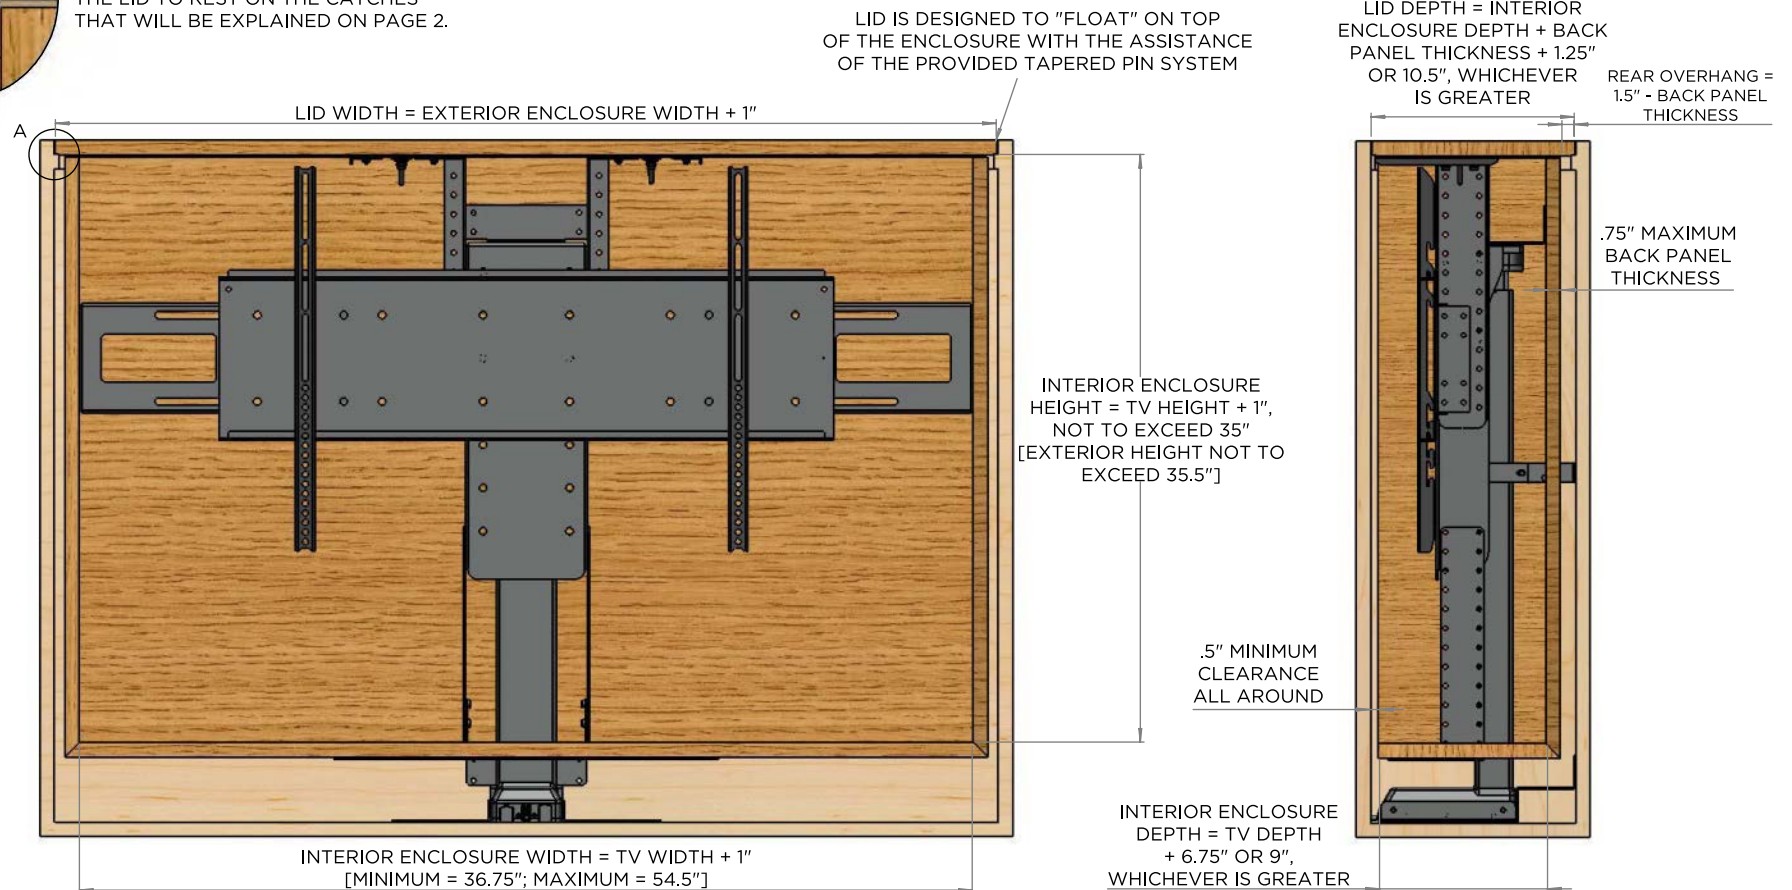 THE LID TO REST ON THE CATCHES
THAT WILL BE EXPLAINED ON PAGE 2.
LID IS DESIGNED TO "FLOAT" ON TOP
OF THE ENCLOSURE WITH THE ASSISTANCE
OF THE PROVIDED TAPERED PIN SYSTEM
LID DEPTH = INTERIOR
ENCLOSURE DEPTH + BACK
PANEL THICKNESS + 1.25"
OR 10.5", WHICHEVER
IS GREATER
REAR OVERHANG =
1.5" - BACK PANEL
THICKNESS
LID WIDTH = EXTERIOR ENCLOSURE WIDTH + 1"
A
.75" MAXIMUM
BACK PANEL
THICKNESS
INTERIOR ENCLOSURE
HEIGHT = TV HEIGHT + 1",
NOT TO EXCEED 35"
[EXTERIOR HEIGHT NOT TO
EXCEED 35.5"]
.5" MINIMUM
CLEARANCE
ALL AROUND
INTERIOR ENCLOSURE
DEPTH = TV DEPTH
+ 6.75" OR 9",
WHICHEVER IS GREATER
INTERIOR ENCLOSURE WIDTH = TV WIDTH + 1"
[MINIMUM = 36.75"; MAXIMUM = 54.5"]